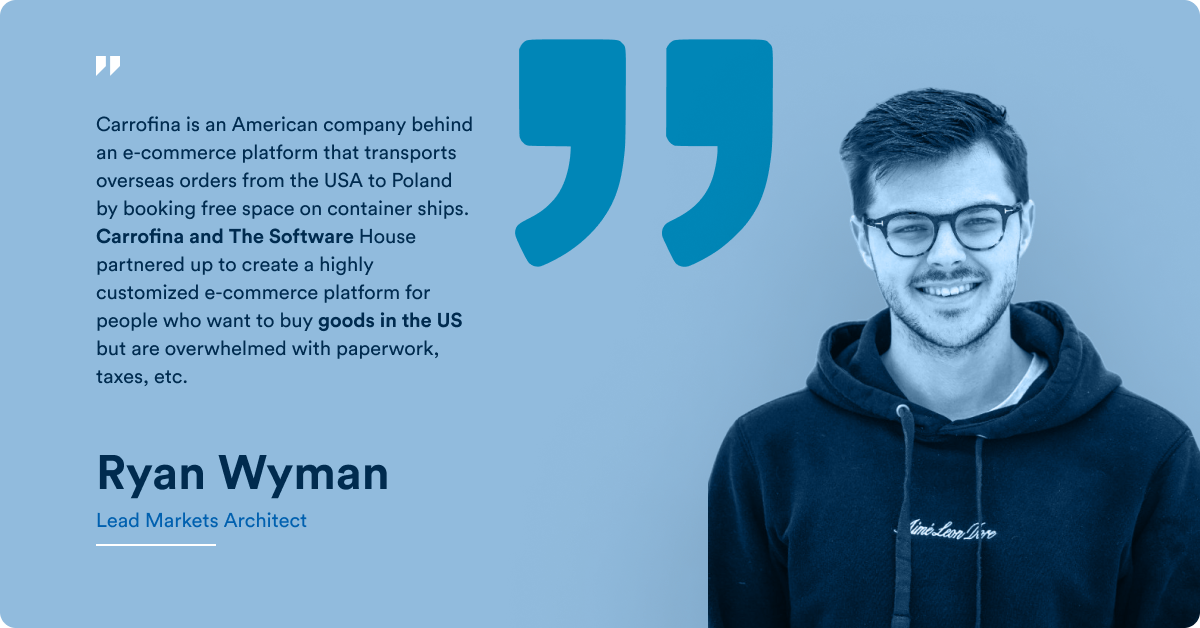 "
Carrofina is an American company behind
an e-commerce platform that transports
overseas orders from the USA to Poland
by booking free space on container ships.
Carrofina and The Software House
partnered up to create a highly
customized e-commerce platform for
people who want to buy goods in the US
but are overwhelmed with paperwork,
taxes, etc.
Ryan Wyman
Lead Markets Architect
Aimé Leon Dore